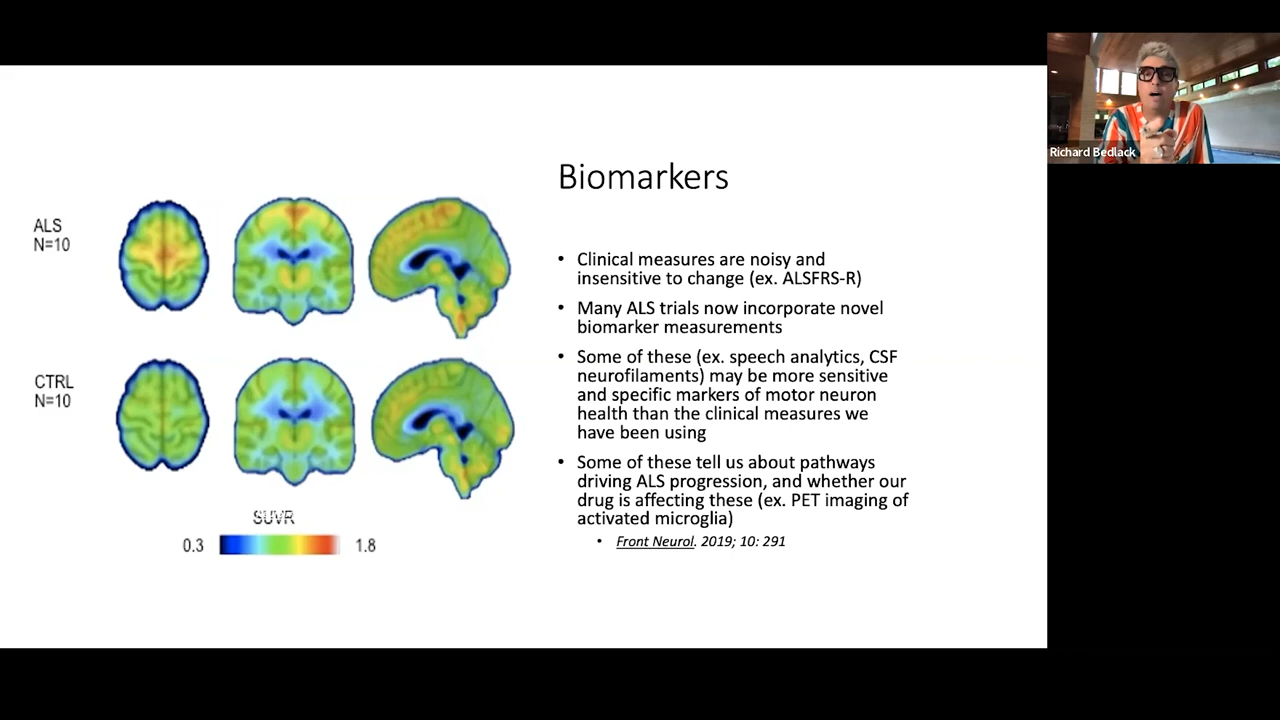 Richard Bedlack
Biomarkers
ALS
N=10
CTRL
N=10
SUVR
0.3
1.8
• Clinical measures are noisy and
insensitive to change (ex. ALSFRS-R)
• Many ALS trials now incorporate novel
biomarker measurements
• Some of these (ex. speech analytics, CSF
neurofilaments) may be more sensitive
and specific markers of motor neuron
health than the clinical measures we
have been using
• Some of these tell us about pathways
driving ALS progression, and whether our
drug is affecting these (ex. PET imaging of
activated microglia)
• Front Neurol. 2019; 10: 291